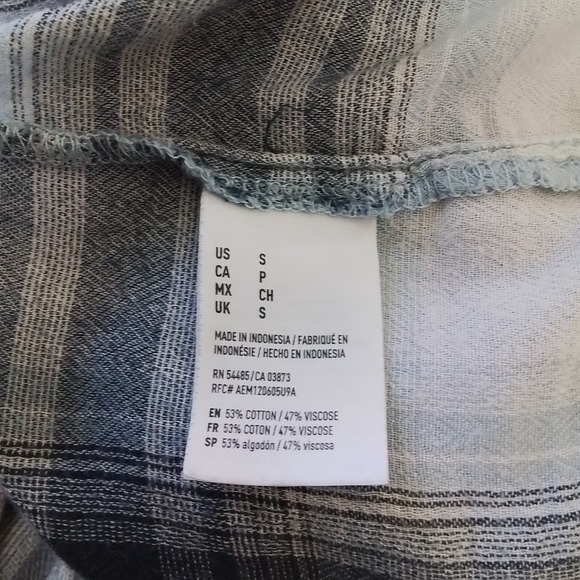 US S
CA P
MX CH
UK S
MADE IN INDONESIA / FABRIQUÉ EN
INDONÉSIE / HECHO EN INDONESIA
RN 54485/CA 03873
RFC# AEM120605U9A
EN 53% COTTON / 47% VISCOSE
FR 53% COTON / 47% VISCOSE
SP 53% algodón / 47% viscosa